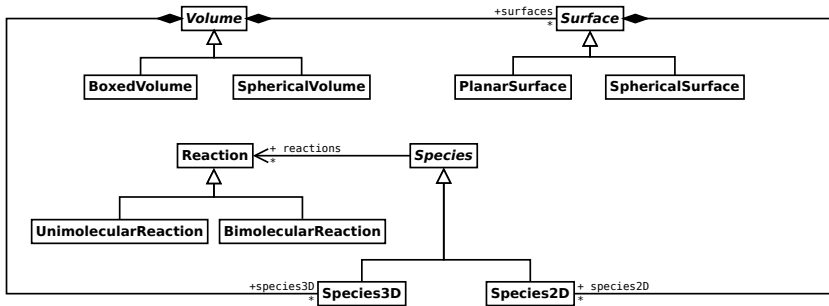 Volume
+surfaces
*
Surface
BoxedVolume
SphericalVolume
PlanarSurface
SphericalSurface
Reaction
+ reactions
*
Species
UnimolecularReaction
BimolecularReaction
+species3D
*
Species3D
Species2D
+ species2D
*